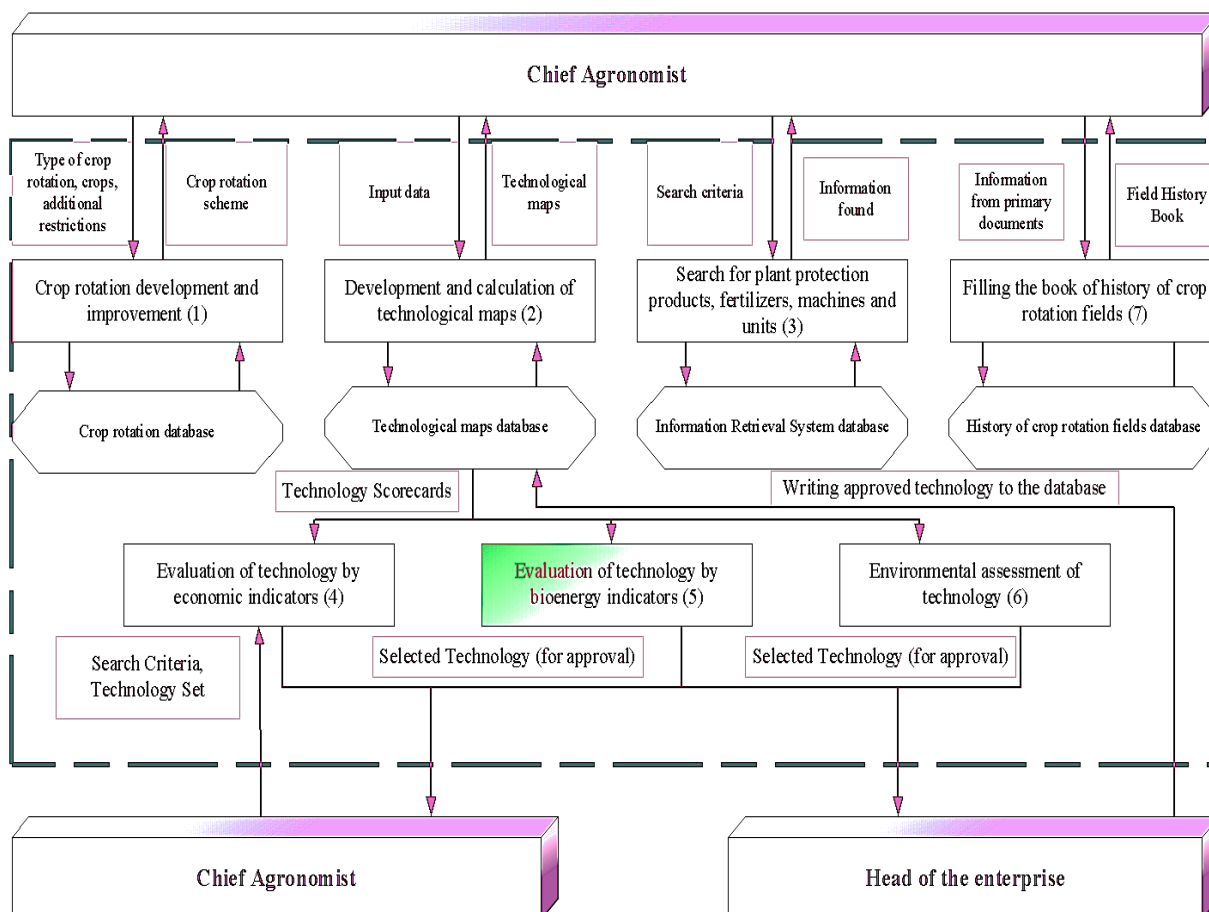 Chief Agronomist
Type of crop
rotation, crops,
additional
restrictions
Crop rotation
scheme
Input data
Technological
maps
Search criteria
Information
found
Information
from primary
documents
Field History
Book
Crop rotation development and
improvement (1)
Development and calculation of
technological maps (2)
Search for plant protection
products, fertilizers, machines and
units (3)
Filling the book of history of crop
rotation fields (7)
Crop rotation database
Technological maps database
Information Retrieval System database
History of crop rotation fields database
Technology Scorecards
Writing approved technology to the database
Evaluation of technology by
economic indicators (4)
Evaluation of technology by
bioenergy indicators (5)
Environmental assessment of
technology (6)
Search Criteria,
Technology Set
Selected Technology (for approval)
Selected Technology (for approval)
Chief Agronomist
Head of the enterprise